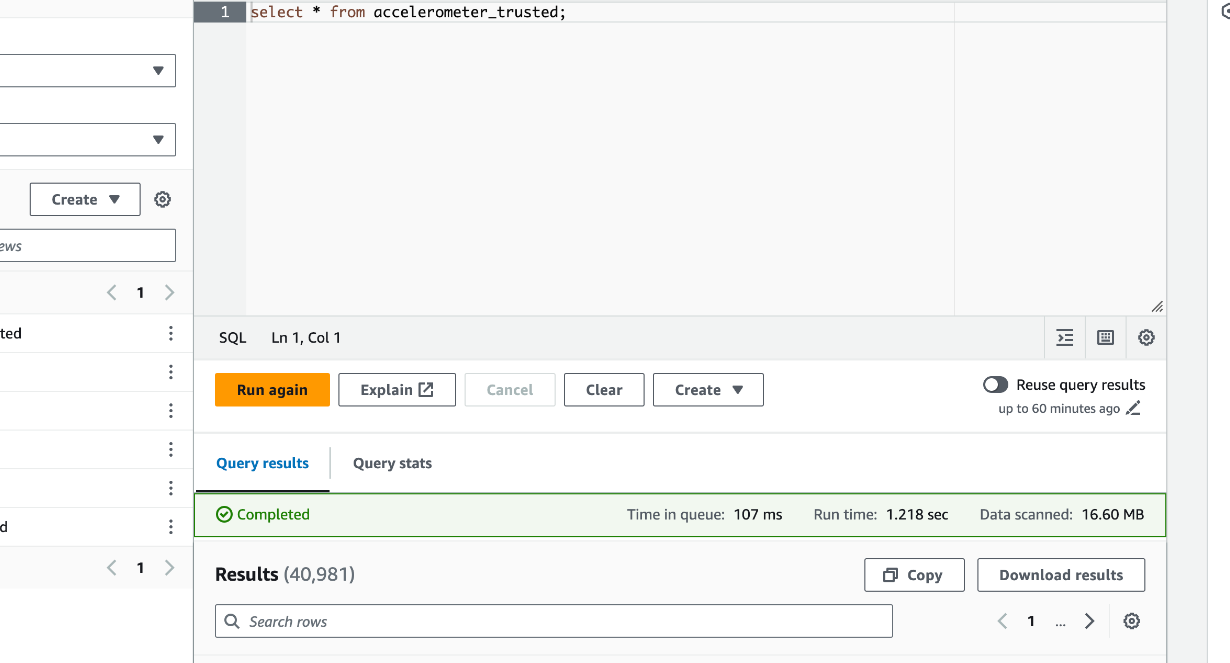 1 select * from accelerometer_trusted;
Create
ews
1
ted
d
1
SQL Ln 1, Col 1
Run again Explain Cancel Clear Create
Reuse query results
up to 60 minutes ago
Query results Query stats
Completed Time in queue: 107 ms Run time: 1.218 sec Data scanned: 16.60 MB
Results (40,981) Copy Download results
Search rows 1 ...